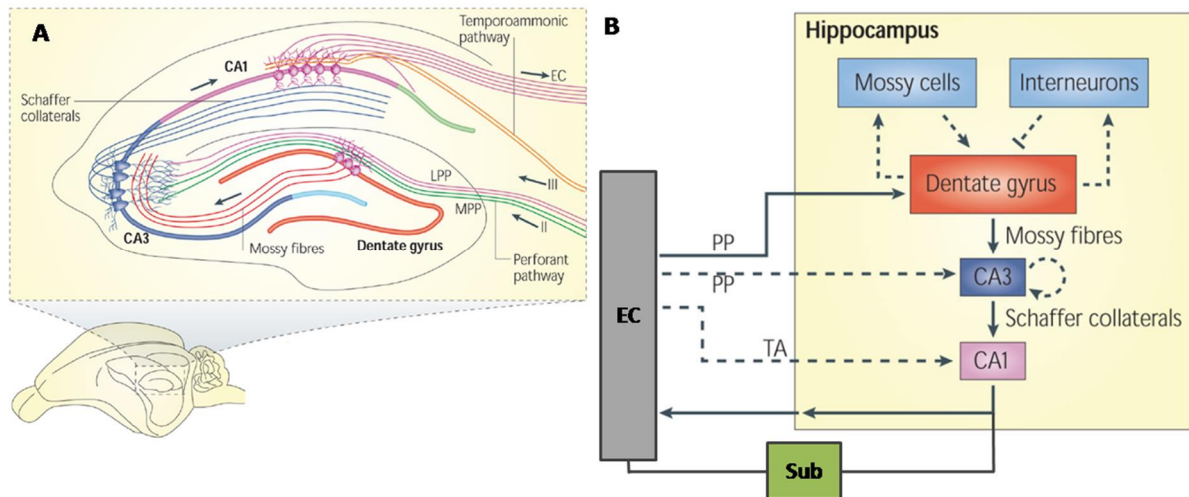 A
CA1
Temporoammonic
pathway
EC
Schaffer
collaterals
LPP
III
MPP
II
CA3
Mossy fibres
Dentate gyrus
Perforant
pathway
B
Hippocampus
Mossy cells
Interneurons
Dentate gyrus
PP
Mossy fibres
PP
CA3
EC
Schaffer collaterals
TA
CA1
Sub